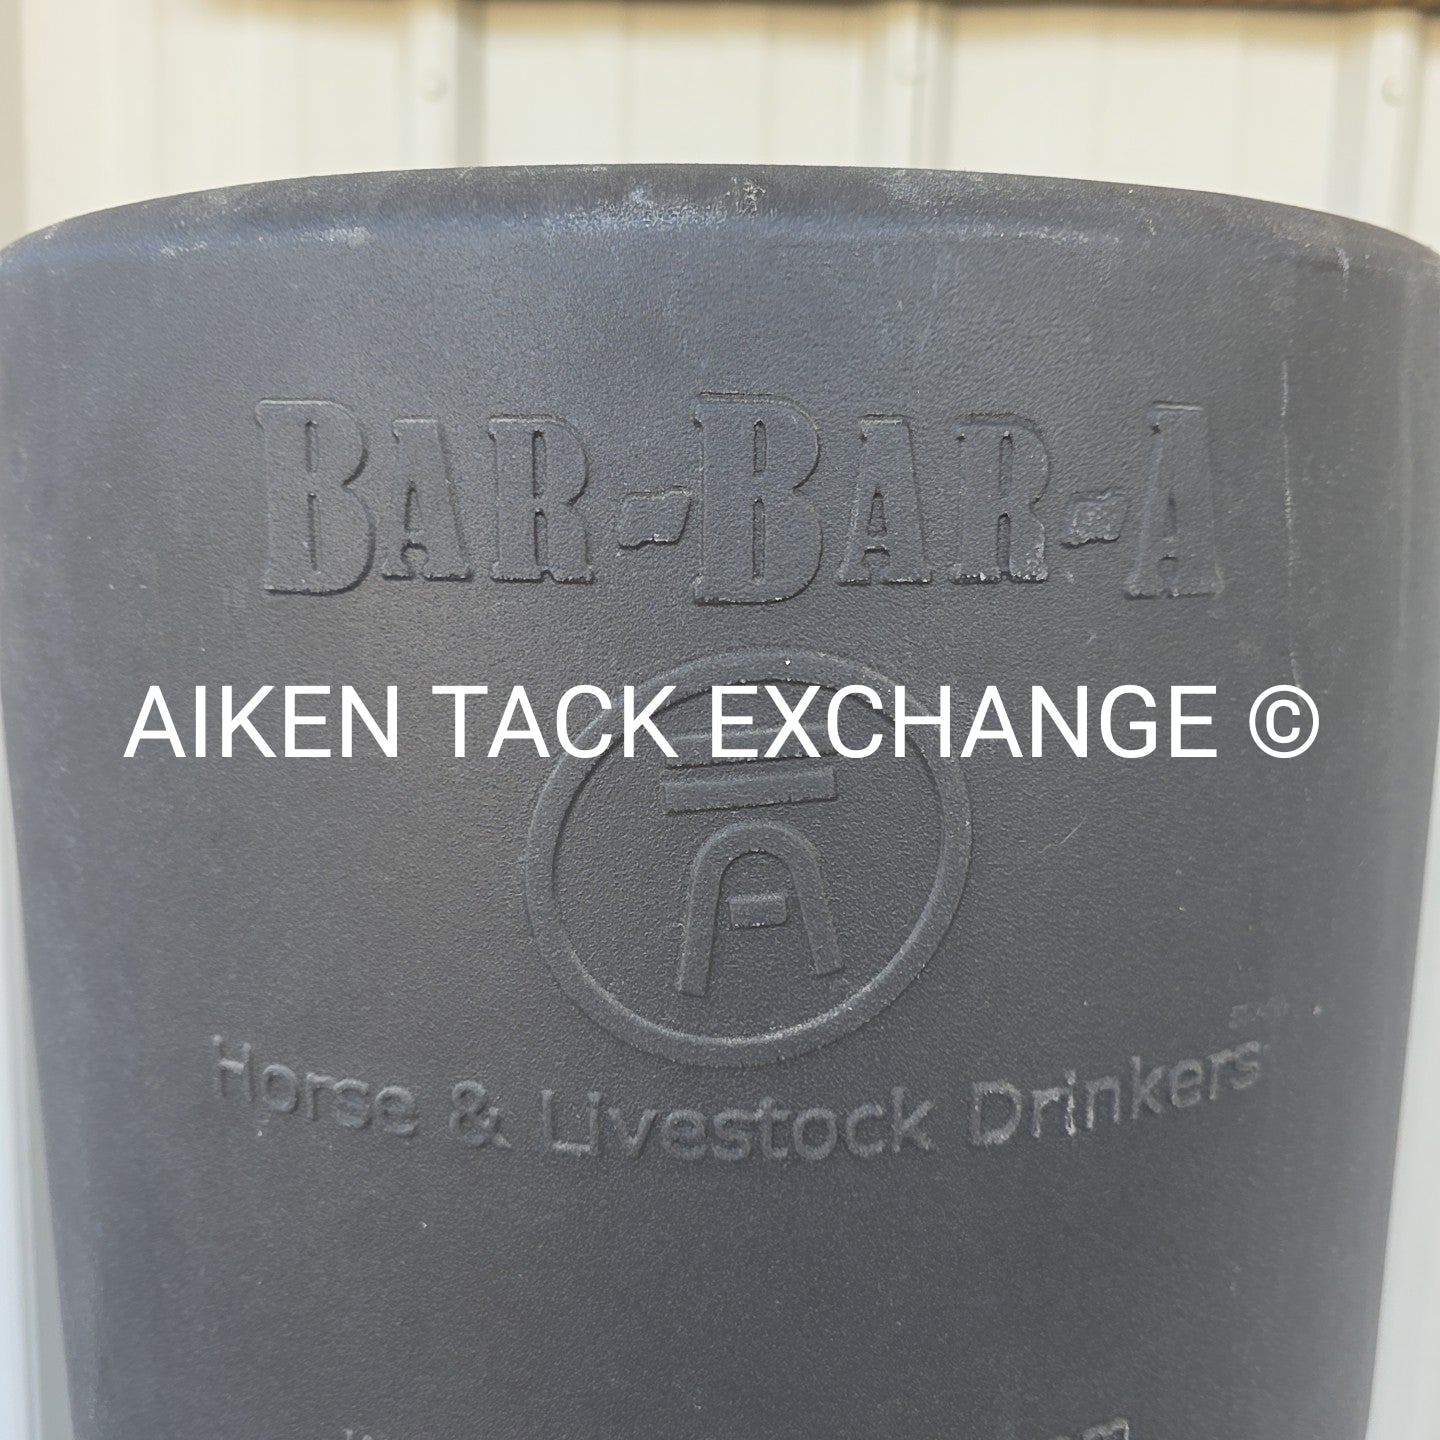 BAR-BAR-A
AIKEN TACK EXCHANGE ©
A
Horse & Livestock Drinkers